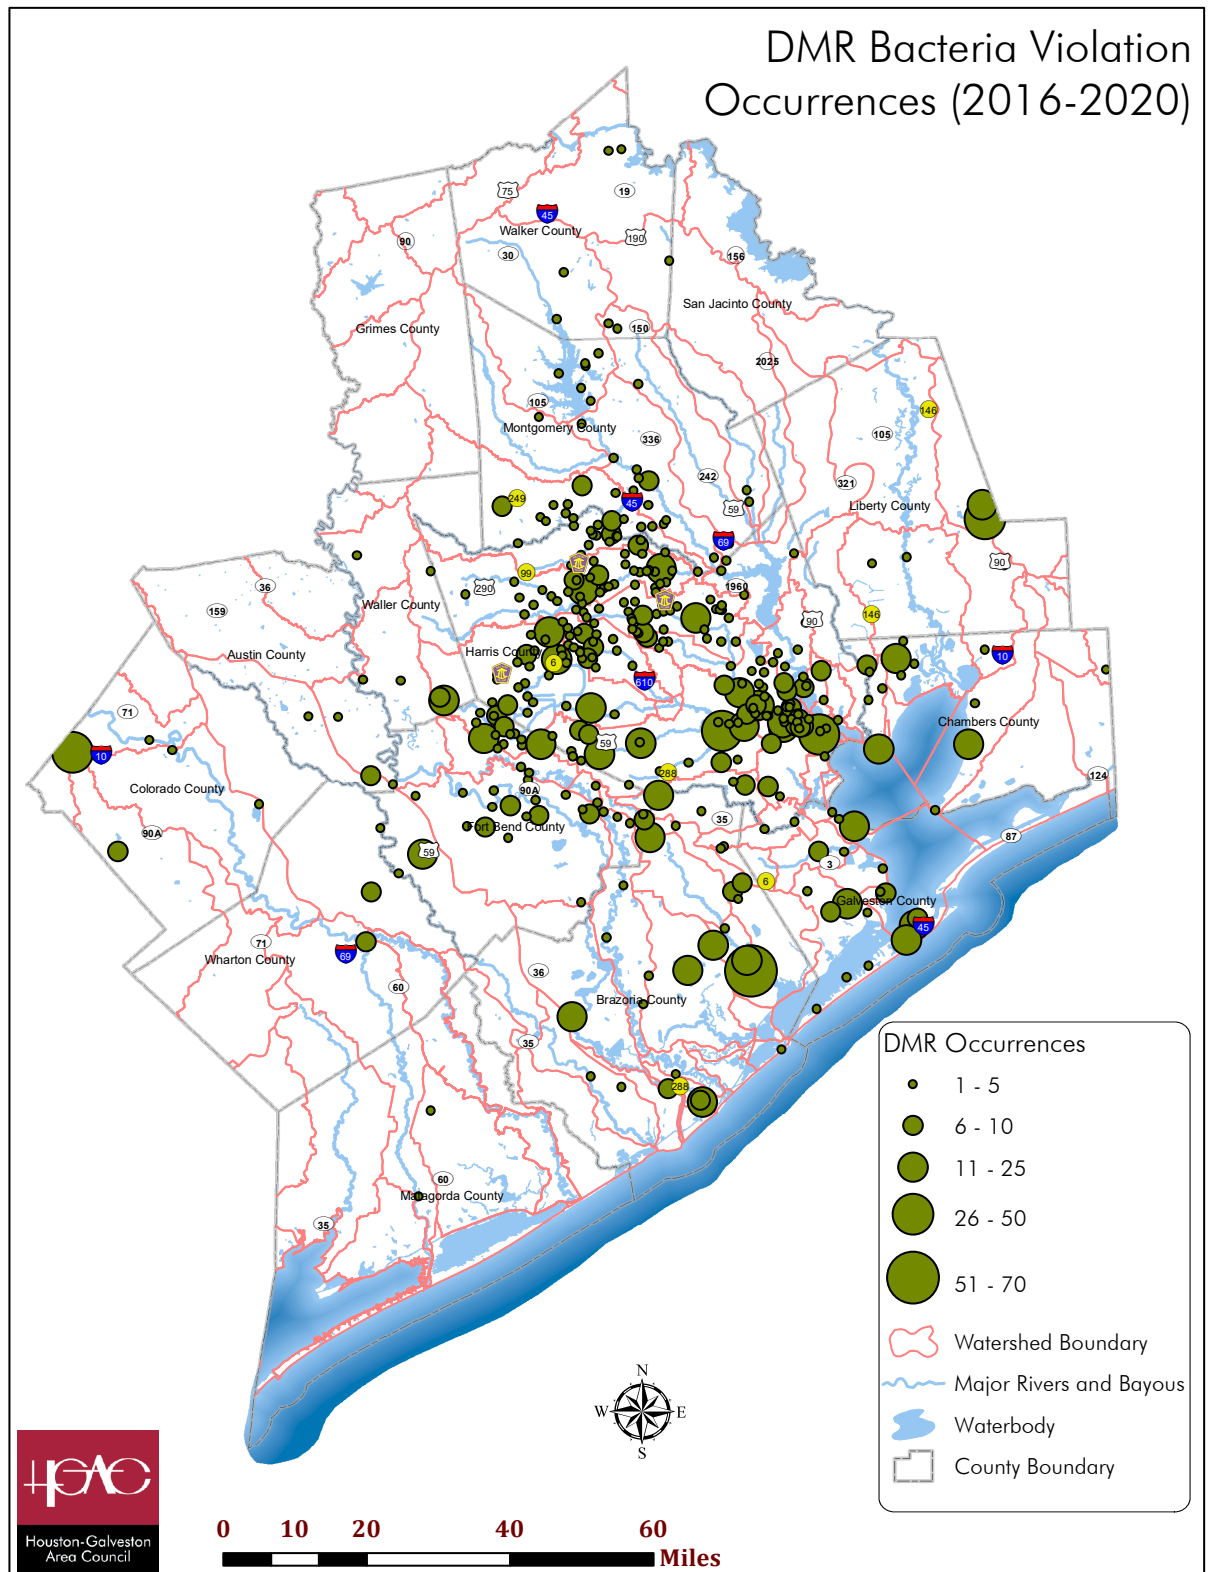 DMR Bacteria Violation
Occurrences (2016-2020)
75
19
45
Walker County
190
90
30
156
San Jacinto County
Grimes County
150
2025
105
146
Montgomery County
336
105
242
321
249
45
59
Liberty County
69
90
99
290
1960
36
159
Waller County
146
90
Austin County
Harris County
6
10
610
71
Chambers County
59
10
288
124
Colorado County
90A
35
87
90A
Fort Bend County
59
3
6
Galveston County
45
71
Wharton County
69
36
60
Brazoria County
35
288
60
Matagorda County
35
DMR Occurrences
1 - 5
6 - 10
11 - 25
26 - 50
51 - 70
Watershed Boundary
Major Rivers and Bayous
Waterbody
County Boundary
N
W E
S
HGAC
Houston-Galveston
Area Council
0 10 20 40 60
Miles